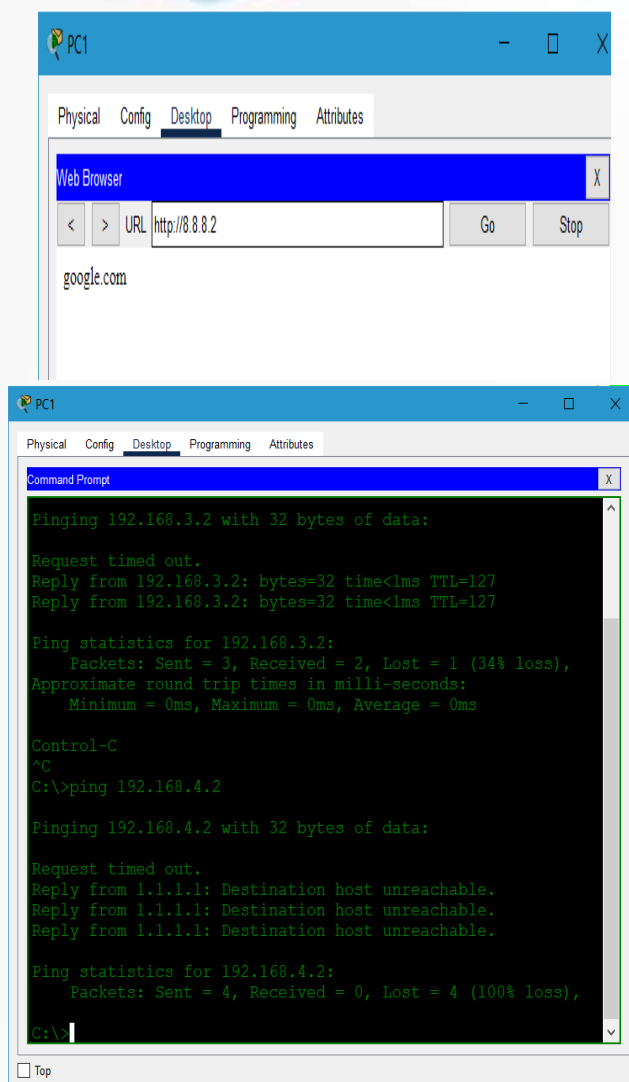 PC1
Physical Config Desktop Programming Attributes
Web Browser X
< > URL http://8.8.8.2 Go Stop
google.com
PC1
Physical Config Desktop Programming Attributes
Command Prompt X
Pinging 192.168.3.2 with 32 bytes of data:
Request timed out.
Reply from 192.168.3.2: bytes=32 time<1ms TTL=127
Reply from 192.168.3.2: bytes=32 time<1ms TTL=127
Ping statistics for 192.168.3.2:
Packets: Sent = 3, Received = 2, Lost = 1 (34% loss),
Approximate round trip times in milli-seconds:
Minimum = 0ms, Maximum = 0ms, Average = 0ms
Control-C
^C
C:\>ping 192.168.4.2
Pinging 192.168.4.2 with 32 bytes of data:
Request timed out.
Reply from 1.1.1.1: Destination host unreachable.
Reply from 1.1.1.1: Destination host unreachable.
Reply from 1.1.1.1: Destination host unreachable.
Ping statistics for 192.168.4.2:
Packets: Sent = 4, Received = 0, Lost = 4 (100% loss),
C:\>
Top